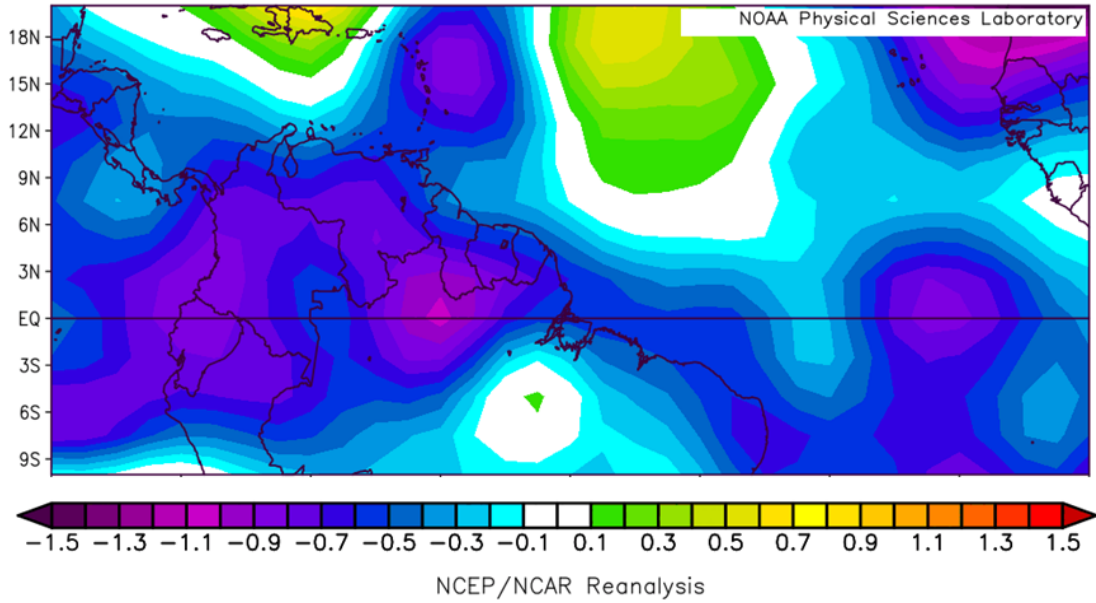 NOAA Physical Sciences Laboratory
18N
15N
12N
9N
6N
3N
EQ
3S
6S
9S
−1.5 −1.3 −1.1 −0.9 −0.7 −0.5 −0.3 −0.1 0.1 0.3 0.5 0.7 0.9 1.1 1.3 1.5
NCEP/NCAR Reanalysis